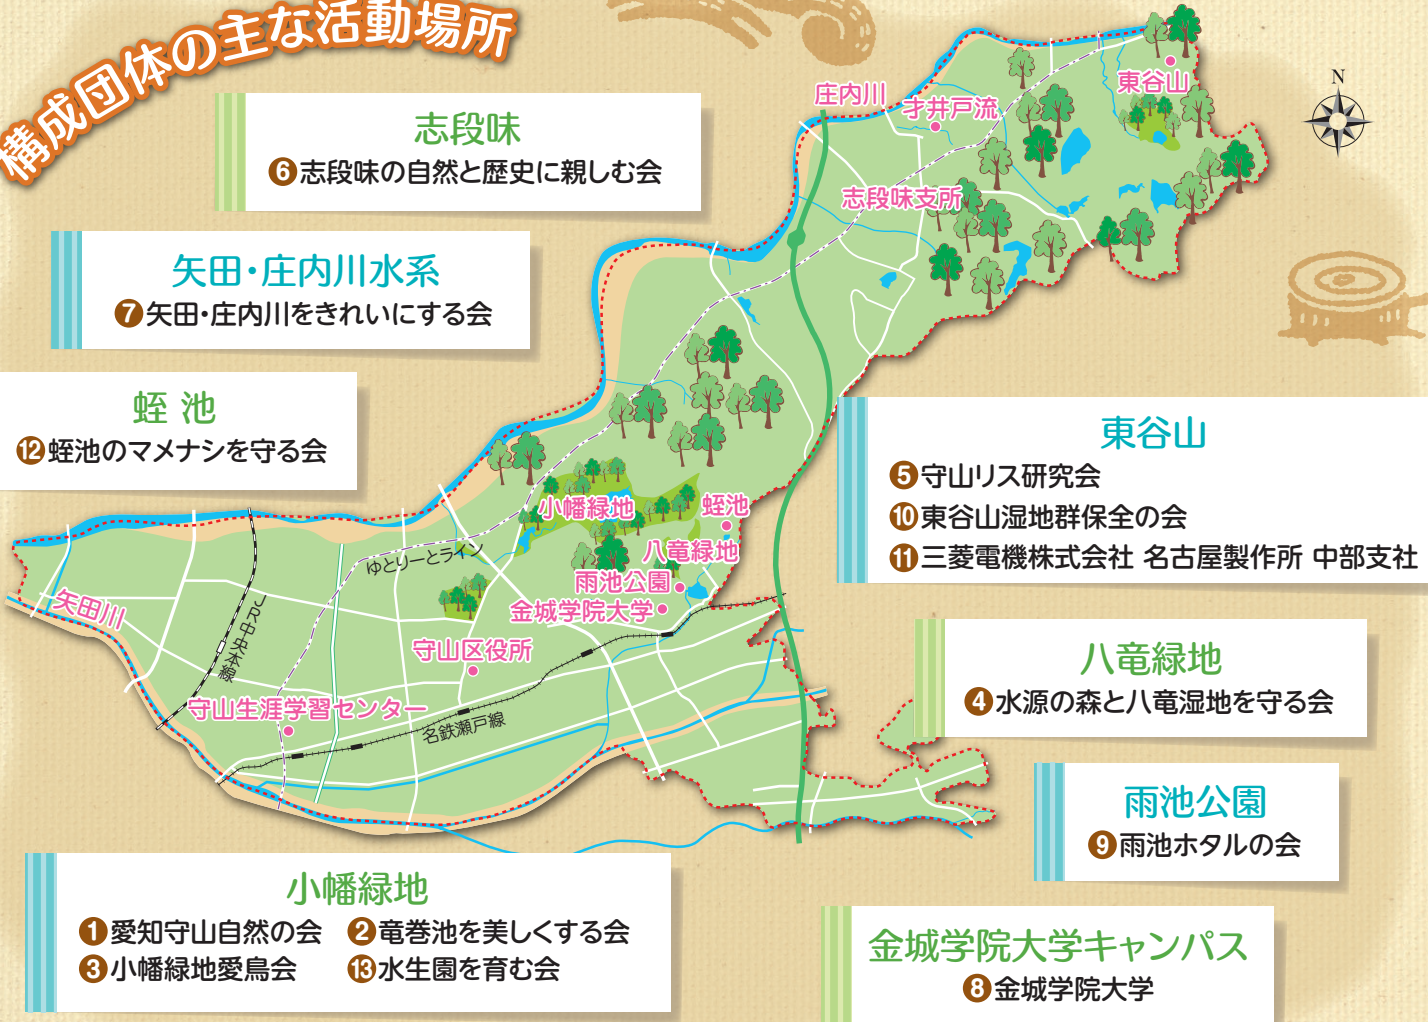 構成団体の主な活動場所
志段味
❻志段味の自然と歴史に親しむ会
矢田・庄内川水系
❼矢田・庄内川をきれいにする会
蛭池
⓬蛭池のマメナシを守る会
庄内川
才井戸流
東谷山
N
志段味支所
小幡緑地
蛭池
八竜緑地
雨池公園
金城学院大学
ゆとりーとライン
矢田川
JR中央本線
守山区役所
守山生涯学習センター
名鉄瀬戸線
東谷山
❺守山リス研究会
❿東谷山湿地群保全の会
⓫三菱電機株式会社 名古屋製作所 中部支社
八竜緑地
❹水源の森と八竜湿地を守る会
雨池公園
❾雨池ホタルの会
小幡緑地
❶愛知守山自然の会 ❷竜巻池を美しくする会
❸小幡緑地愛鳥会 ⓭水生園を育む会
金城学院大学キャンパス
❽金城学院大学